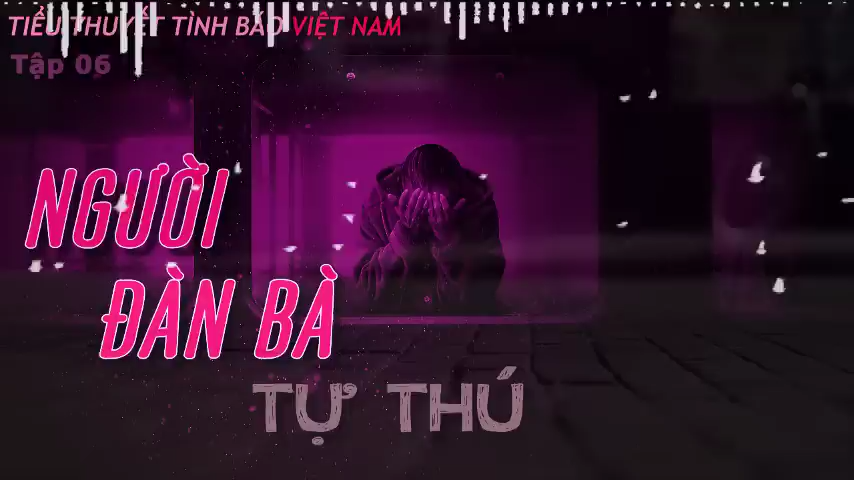 TIỂU THUYẾT TÌNH BÁO VIỆT NAM
Tập 06
NGƯỜI
ĐÀN BÀ
TỰ THÚ